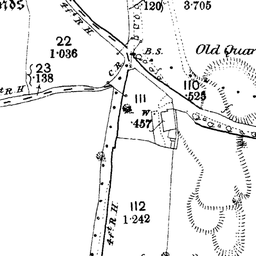 120)
3·705
4ft R.H.
22
1·036
B.S.
Old Quar
23
·138
C.R.
110
·525
ft R.H.
111
W
·457
112
1·242
4ft R.H.